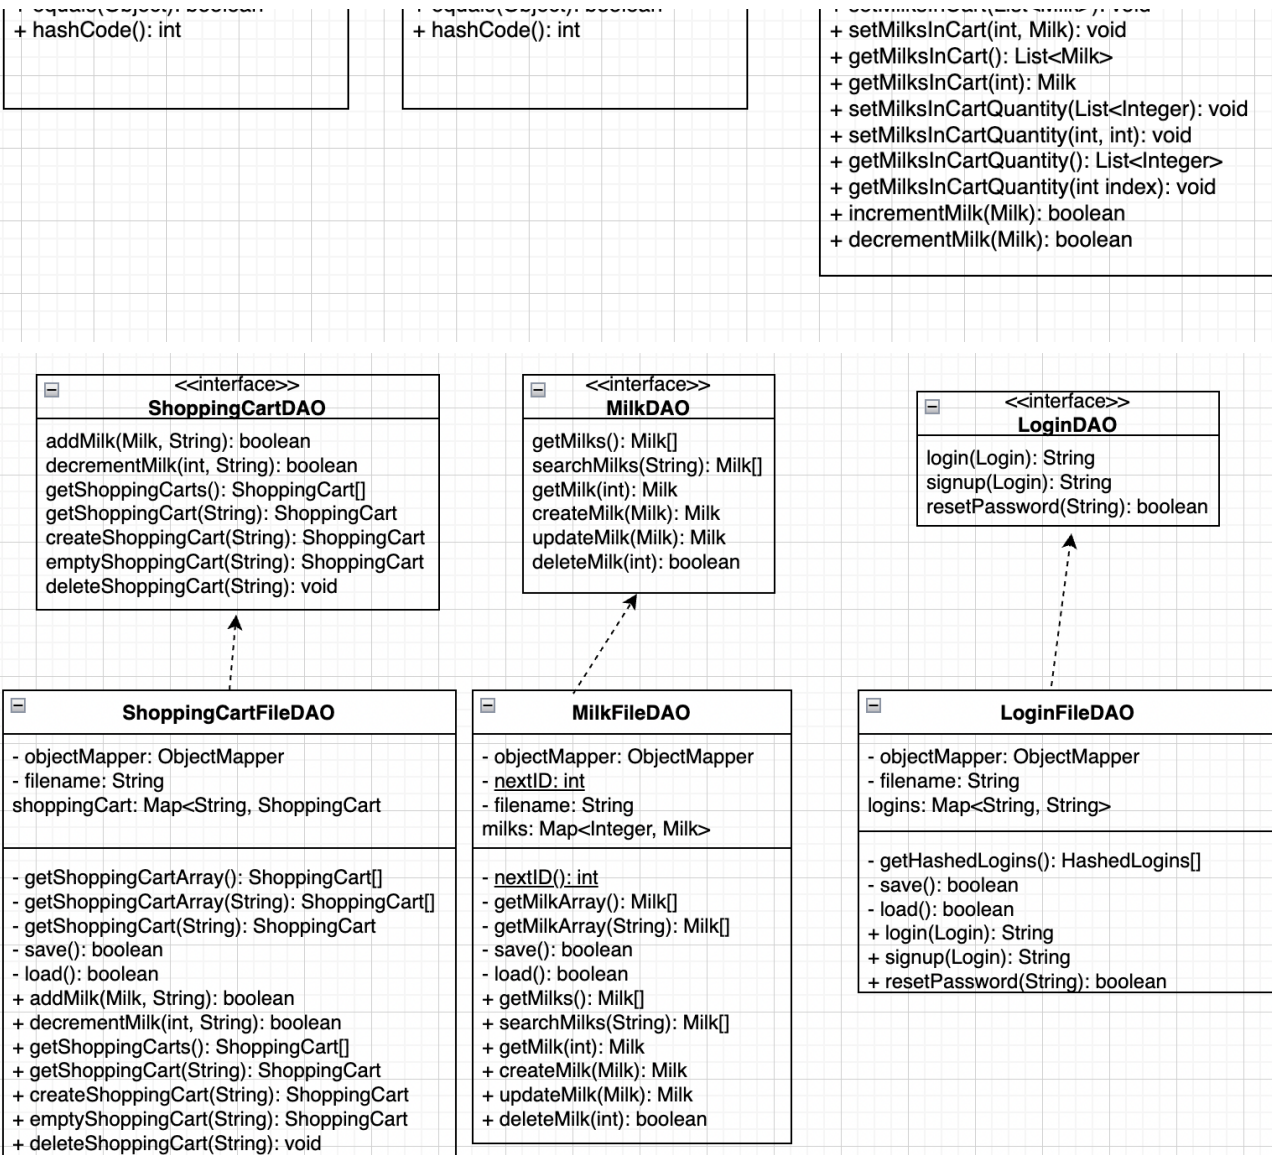 + equals(Object): boolean
+ hashCode(): int
+ equals(Object): boolean
+ hashCode(): int
+ setMilksInCart(List<Milk>): void
+ setMilksInCart(int, Milk): void
+ getMilksInCart(): List<Milk>
+ getMilksInCart(int): Milk
+ setMilksInCartQuantity(List<Integer): void
+ setMilksInCartQuantity(int, int): void
+ getMilksInCartQuantity(): List<Integer>
+ getMilksInCartQuantity(int index): void
+ incrementMilk(Milk): boolean
+ decrementMilk(Milk): boolean
<<interface>>
ShoppingCartDAO
addMilk(Milk, String): boolean
decrementMilk(int, String): boolean
getShoppingCarts(): ShoppingCart[]
getShoppingCart(String): ShoppingCart
createShoppingCart(String): ShoppingCart
emptyShoppingCart(String): ShoppingCart
deleteShoppingCart(String): void
<<interface>>
MilkDAO
getMilks(): Milk[]
searchMilks(String): Milk[]
getMilk(int): Milk
createMilk(Milk): Milk
updateMilk(Milk): Milk
deleteMilk(int): boolean
<<interface>>
LoginDAO
login(Login): String
signup(Login): String
resetPassword(String): boolean
ShoppingCartFileDAO
- objectMapper: ObjectMapper
- filename: String
shoppingCart: Map<String, ShoppingCart
- getShoppingCartArray(): ShoppingCart[]
- getShoppingCartArray(String): ShoppingCart[]
- getShoppingCart(String): ShoppingCart
- save(): boolean
- load(): boolean
+ addMilk(Milk, String): boolean
+ decrementMilk(int, String): boolean
+ getShoppingCarts(): ShoppingCart[]
+ getShoppingCart(String): ShoppingCart
+ createShoppingCart(String): ShoppingCart
+ emptyShoppingCart(String): ShoppingCart
+ deleteShoppingCart(String): void
MilkFileDAO
- objectMapper: ObjectMapper
- nextID: int
- filename: String
milks: Map<Integer, Milk>
- nextID(): int
- getMilkArray(): Milk[]
- getMilkArray(String): Milk[]
- save(): boolean
- load(): boolean
+ getMilks(): Milk[]
+ searchMilks(String): Milk[]
+ getMilk(int): Milk
+ createMilk(Milk): Milk
+ updateMilk(Milk): Milk
+ deleteMilk(int): boolean
LoginFileDAO
- objectMapper: ObjectMapper
- filename: String
logins: Map<String, String>
- getHashedLogins(): HashedLogins[]
- save(): boolean
- load(): boolean
+ login(Login): String
+ signup(Login): String
+ resetPassword(String): boolean